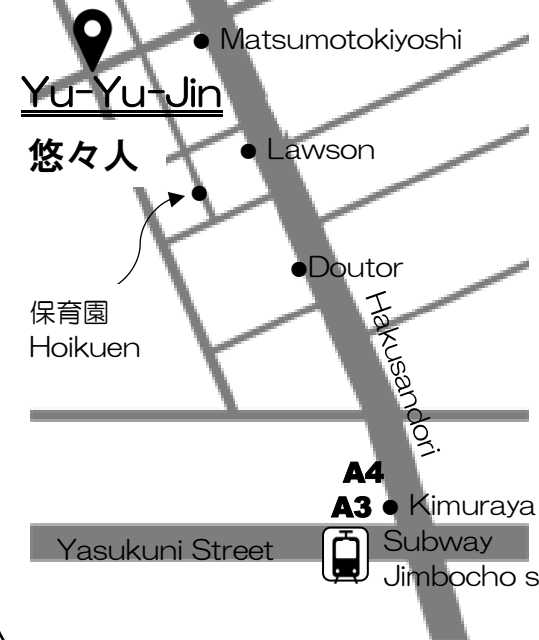 Matsumotokiyoshi
Yu-Yu-Jin
悠々人
Lawson
Doutor
保育園
Hoikuen
Hakusandori
A4
A3
Kimuraya
Yasukuni Street
Subway
Jimbocho s